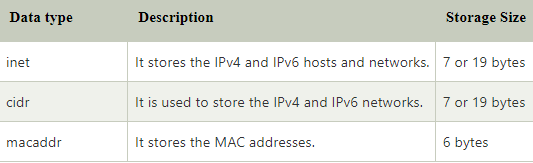 Data type Description Storage Size
inet It stores the IPv4 and IPv6 hosts and networks. 7 or 19 bytes
cidr It is used to store the IPv4 and IPv6 networks. 7 or 19 bytes
macaddr It stores the MAC addresses. 6 bytes